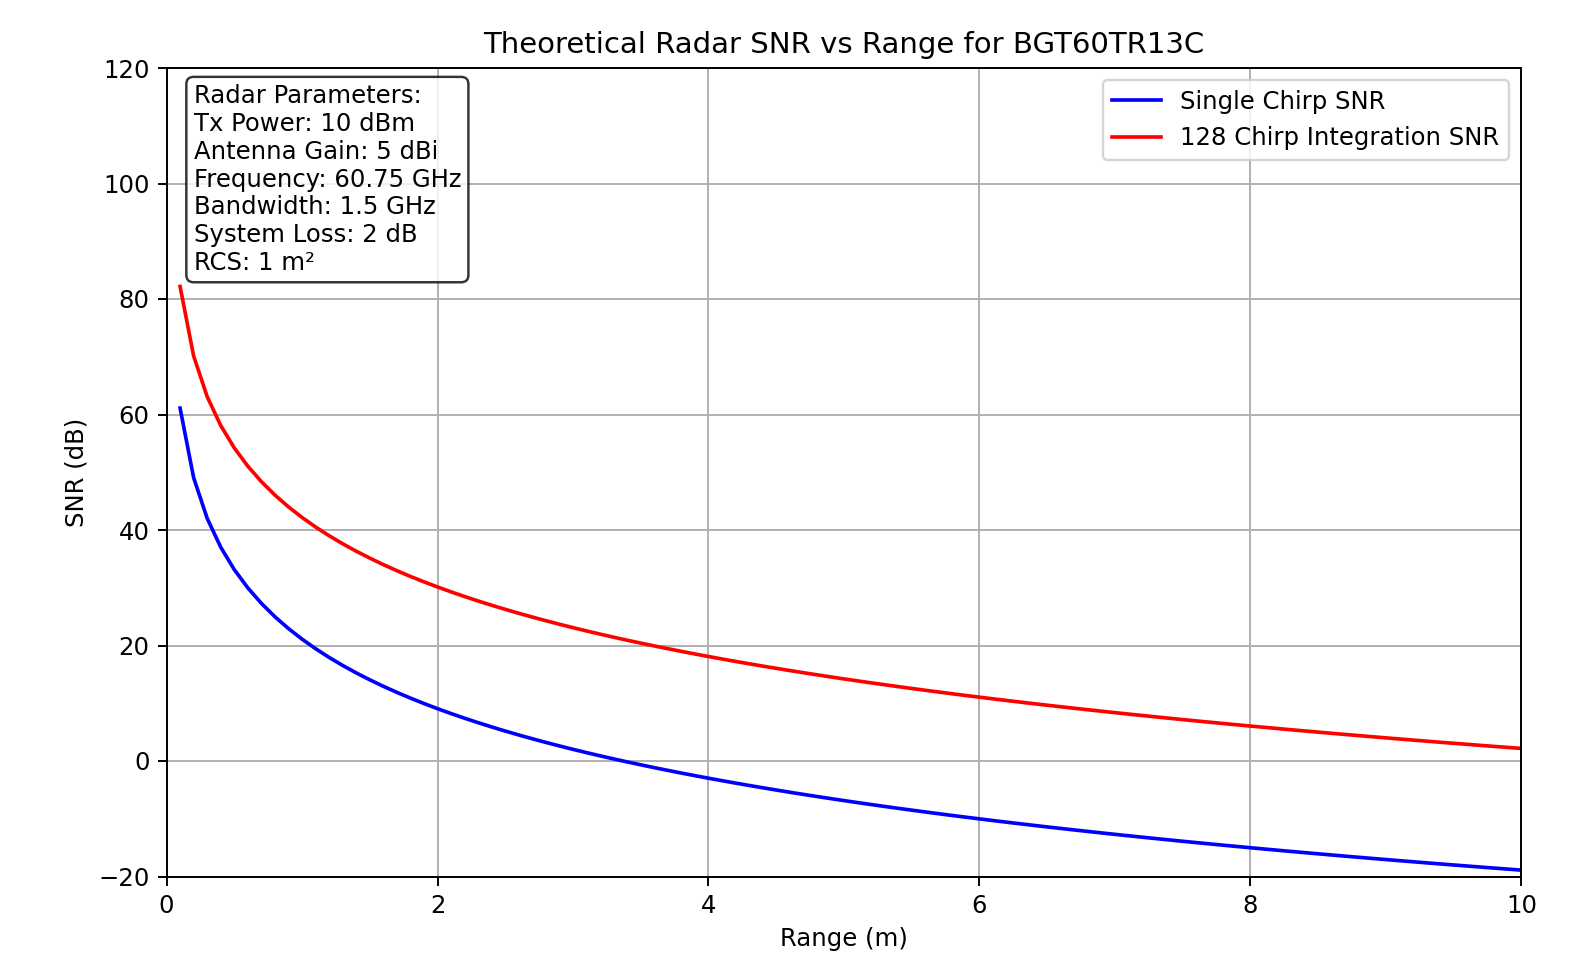 Theoretical Radar SNR vs Range for BGT60TR13C
Radar Parameters:
Tx Power: 10 dBm
Antenna Gain: 5 dBi
Frequency: 60.75 GHz
Bandwidth: 1.5 GHz
System Loss: 2 dB
RCS: 1 m²
Single Chirp SNR
128 Chirp Integration SNR
120
100
80
60
40
20
0
−20
SNR (dB)
0 2 4 6 8 10
Range (m)